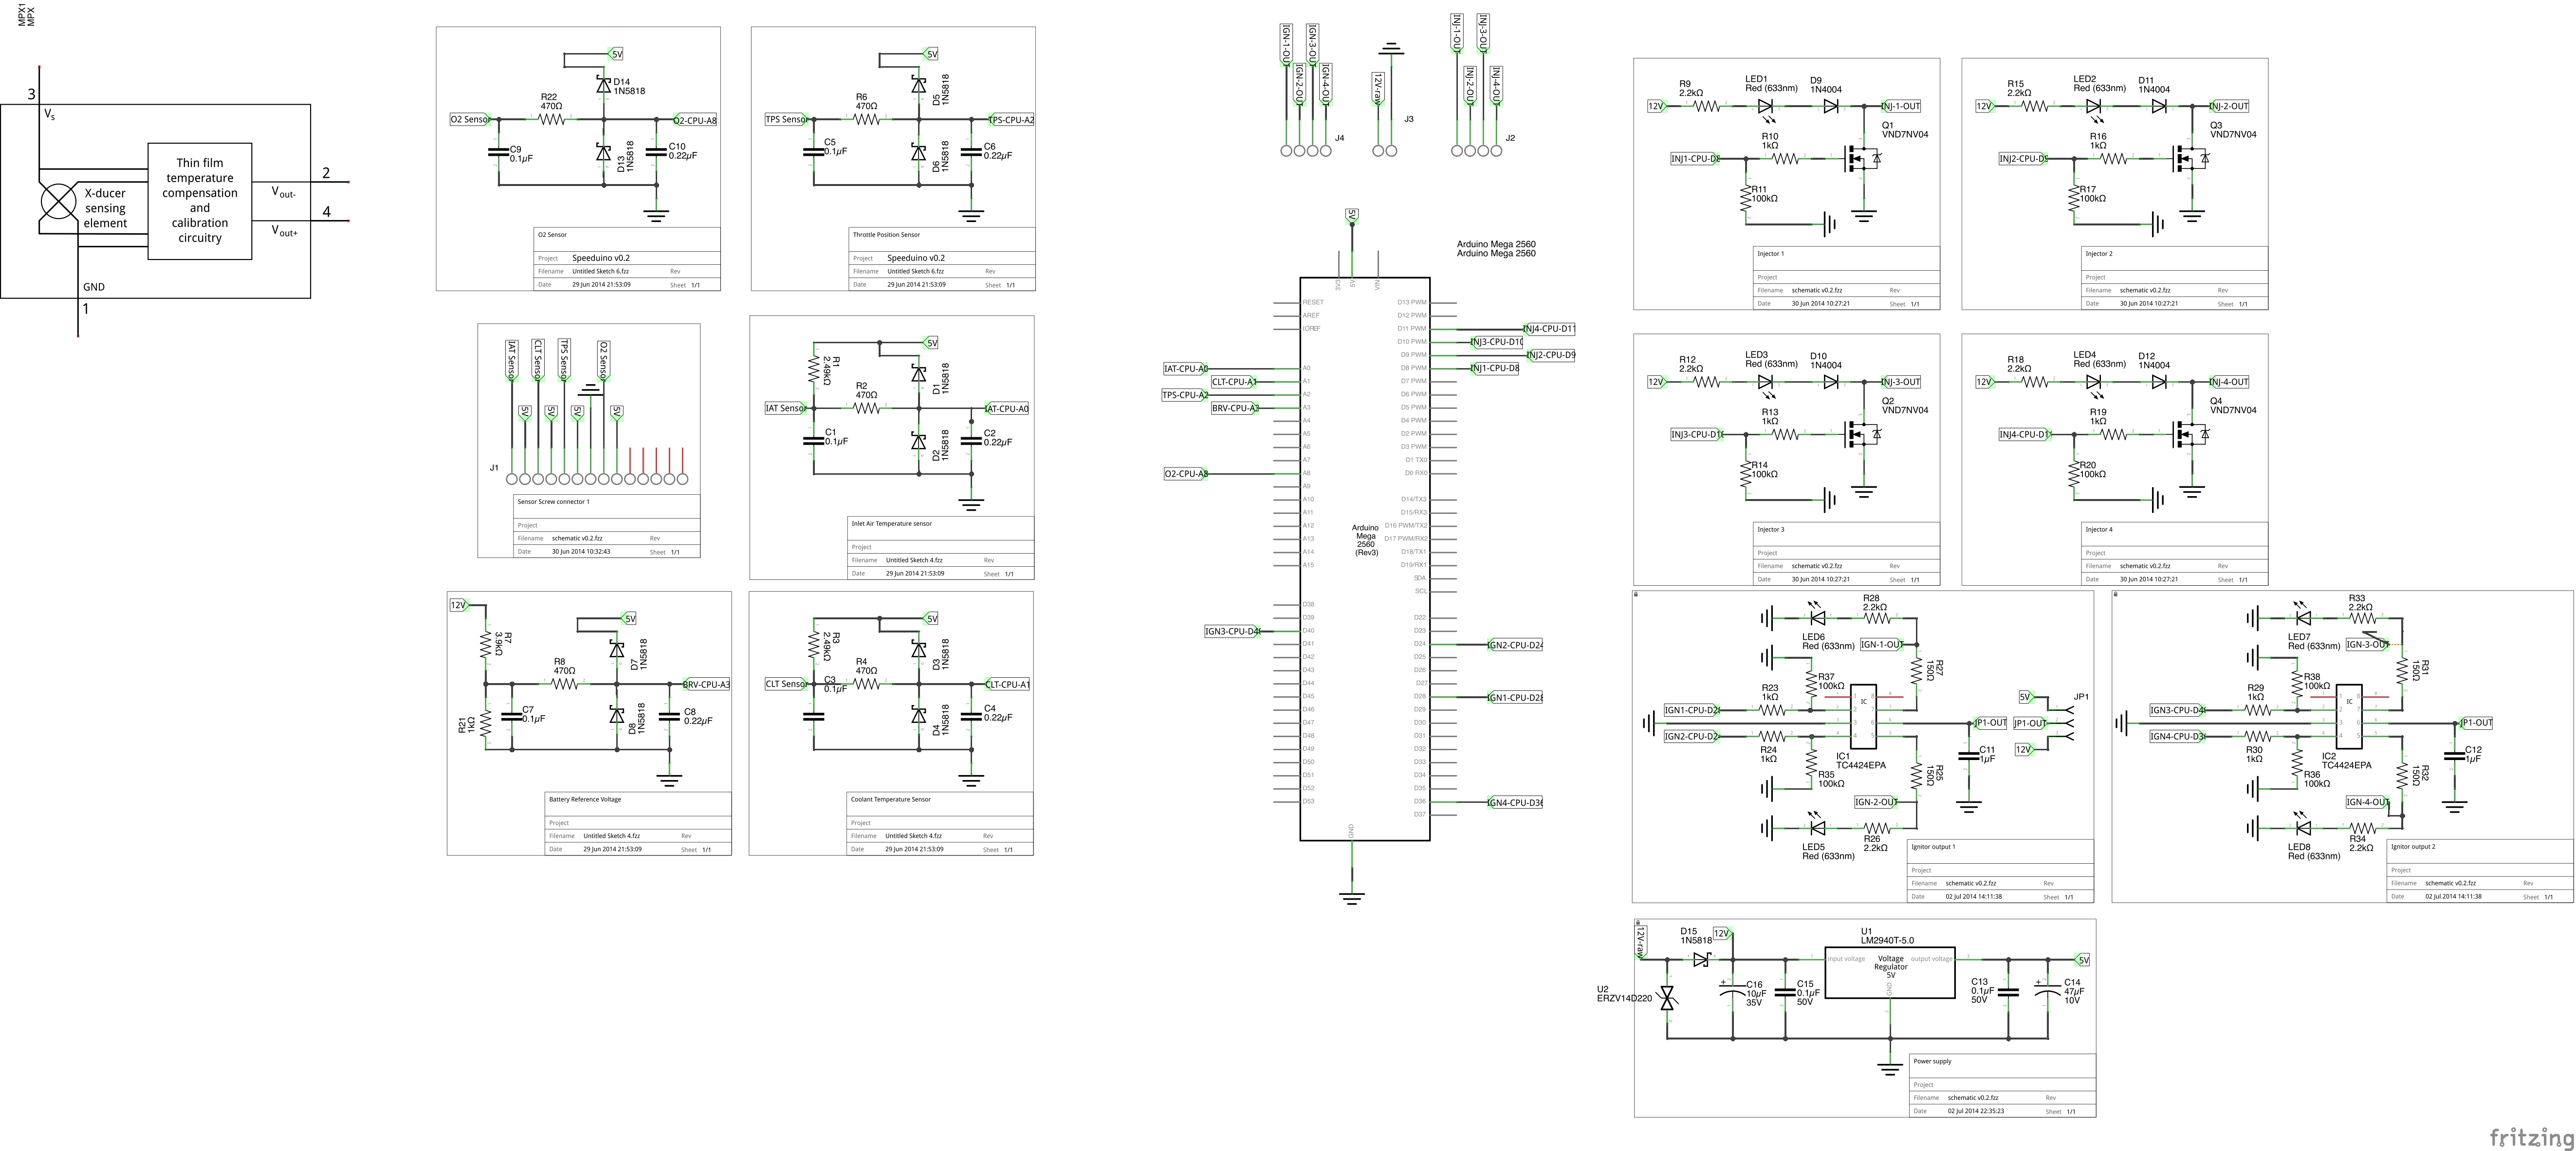 MPX1
MPX
3
Vs
Thin film
temperature
compensation
and
calibration
circuitry
X-ducer
sensing
element
2
Vout-
4
Vout+
GND
1
5V
D14
1N5818
R22
470Ω
O2 Sensor
O2-CPU-A8
C9
0.1µF
D13
1N5818
C10
0.22µF
O2 Sensor
Project Speeduino v0.2
Filename Untitled Sketch 6.fzz Rev
Date 29 Jun 2014 21:53:09 Sheet 1/1
5V
D5
1N5818
R6
470Ω
TPS Sensor
TPS-CPU-A2
C5
0.1µF
D6
1N5818
C6
0.22µF
Throttle Position Sensor
Project Speeduino v0.2
Filename Untitled Sketch 6.fzz Rev
Date 29 Jun 2014 21:53:09 Sheet 1/1
IAT Sensor
CLT Sensor
TPS Sensor
O2 Sensor
5V
5V
5V
5V
J1
Sensor Screw connector 1
Project
Filename schematic v0.2.fzz Rev
Date 30 Jun 2014 10:32:43 Sheet 1/1
5V
R1
2.49kΩ
D1
1N5818
R2
470Ω
IAT Sensor
IAT-CPU-A0
C1
0.1µF
D2
1N5818
C2
0.22µF
Inlet Air Temperature sensor
Project
Filename Untitled Sketch 4.fzz Rev
Date 29 Jun 2014 21:53:09 Sheet 1/1
12V
5V
R7
3.9kΩ
D7
1N5818
R8
470Ω
BRV-CPU-A3
R21
1kΩ
C7
0.1µF
D8
1N5818
C8
0.22µF
Battery Reference Voltage
Project
Filename Untitled Sketch 4.fzz Rev
Date 29 Jun 2014 21:53:09 Sheet 1/1
5V
R3
2.49kΩ
D3
1N5818
R4
470Ω
CLT Sensor
CLT-CPU-A1
C3
0.1µF
D4
1N5818
C4
0.22µF
Coolant Temperature Sensor
Project
Filename Untitled Sketch 4.fzz Rev
Date 29 Jun 2014 21:53:09 Sheet 1/1
IGN-1-OUT
IGN-2-OUT
IGN-3-OUT
IGN-4-OUT
J4
12V-raw
J3
INJ-1-OUT
INJ-2-OUT
INJ-3-OUT
INJ-4-OUT
J2
5V
Arduino Mega 2560
Arduino Mega 2560
3V3
5V
VIN
RESET
AREF
IOREF
A0
A1
A2
A3
A4
A5
A6
A7
A8
A9
A10
A11
A12
A13
A14
A15
D38
D39
D40
D41
D42
D43
D44
D45
D46
D47
D48
D49
D50
D51
D52
D53
IAT-CPU-A0
CLT-CPU-A1
TPS-CPU-A2
BRV-CPU-A3
O2-CPU-A8
IGN3-CPU-D40
Arduino
Mega
2560
(Rev3)
GND
D13 PWM
D12 PWM
D11 PWM
D10 PWM
D9 PWM
D8 PWM
D7 PWM
D6 PWM
D5 PWM
D4 PWM
D2 PWM
D3 PWM
D1 TX0
D0 RX0
D14/TX3
D15/RX3
D16 PWM/TX2
D17 PWM/RX2
D18/TX1
D19/RX1
SDA
SCL
D22
D23
D24
D25
D26
D27
D28
D29
D30
D31
D32
D33
D34
D35
D36
D37
INJ4-CPU-D11
INJ3-CPU-D10
INJ2-CPU-D9
INJ1-CPU-D8
IGN2-CPU-D24
IGN1-CPU-D28
IGN4-CPU-D36
R9
2.2kΩ
LED1
Red (633nm)
D9
1N4004
12V
INJ-1-OUT
Q1
VND7NV04
R10
1kΩ
INJ1-CPU-D8
R11
100kΩ
Injector 1
Project
Filename schematic v0.2.fzz Rev
Date 30 Jun 2014 10:27:21 Sheet 1/1
R15
2.2kΩ
LED2
Red (633nm)
D11
1N4004
12V
INJ-2-OUT
Q3
VND7NV04
R16
1kΩ
INJ2-CPU-D9
R17
100kΩ
Injector 2
Project
Filename schematic v0.2.fzz Rev
Date 30 Jun 2014 10:27:21 Sheet 1/1
R12
2.2kΩ
LED3
Red (633nm)
D10
1N4004
12V
INJ-3-OUT
Q2
VND7NV04
R13
1kΩ
INJ3-CPU-D10
R14
100kΩ
Injector 3
Project
Filename schematic v0.2.fzz Rev
Date 30 Jun 2014 10:27:21 Sheet 1/1
R18
2.2kΩ
LED4
Red (633nm)
D12
1N4004
12V
INJ-4-OUT
Q4
VND7NV04
R19
1kΩ
INJ4-CPU-D11
R20
100kΩ
Injector 4
Project
Filename schematic v0.2.fzz Rev
Date 30 Jun 2014 10:27:21 Sheet 1/1
R28
2.2kΩ
LED6
Red (633nm)
IGN-1-OUT
R27
150Ω
R37
100kΩ
R23
1kΩ
IGN1-CPU-D28
IGN2-CPU-D24
IC
R24
1kΩ
IC1
TC4424EPA
R35
100kΩ
R25
150Ω
JP1-OUT
C11
1µF
5V
JP1
JP1-OUT
12V
IGN-2-OUT
LED5
Red (633nm)
R26
2.2kΩ
Ignitor output 1
Project
Filename schematic v0.2.fzz Rev
Date 02 Jul 2014 14:11:38 Sheet 1/1
R33
2.2kΩ
LED7
Red (633nm)
IGN-3-OUT
R31
150Ω
R38
100kΩ
R29
1kΩ
IGN3-CPU-D40
IGN4-CPU-D36
IC
R30
1kΩ
IC2
TC4424EPA
R36
100kΩ
R32
150Ω
JP1-OUT
C12
1µF
IGN-4-OUT
LED8
Red (633nm)
R34
2.2kΩ
Ignitor output 2
Project
Filename schematic v0.2.fzz Rev
Date 02 Jul 2014 14:11:38 Sheet 1/1
12V-raw
D15
1N5818
12V
U1
LM2940T-5.0
Input voltage
Voltage
Regulator
5V
output voltage
GND
5V
U2
ERZV14D220
C16
10µF
35V
C15
0.1µF
50V
C13
0.1µF
50V
C14
47µF
10V
Power supply
Project
Filename schematic v0.2.fzz Rev
Date 02 Jul 2014 22:35:23 Sheet 1/1
fritzing